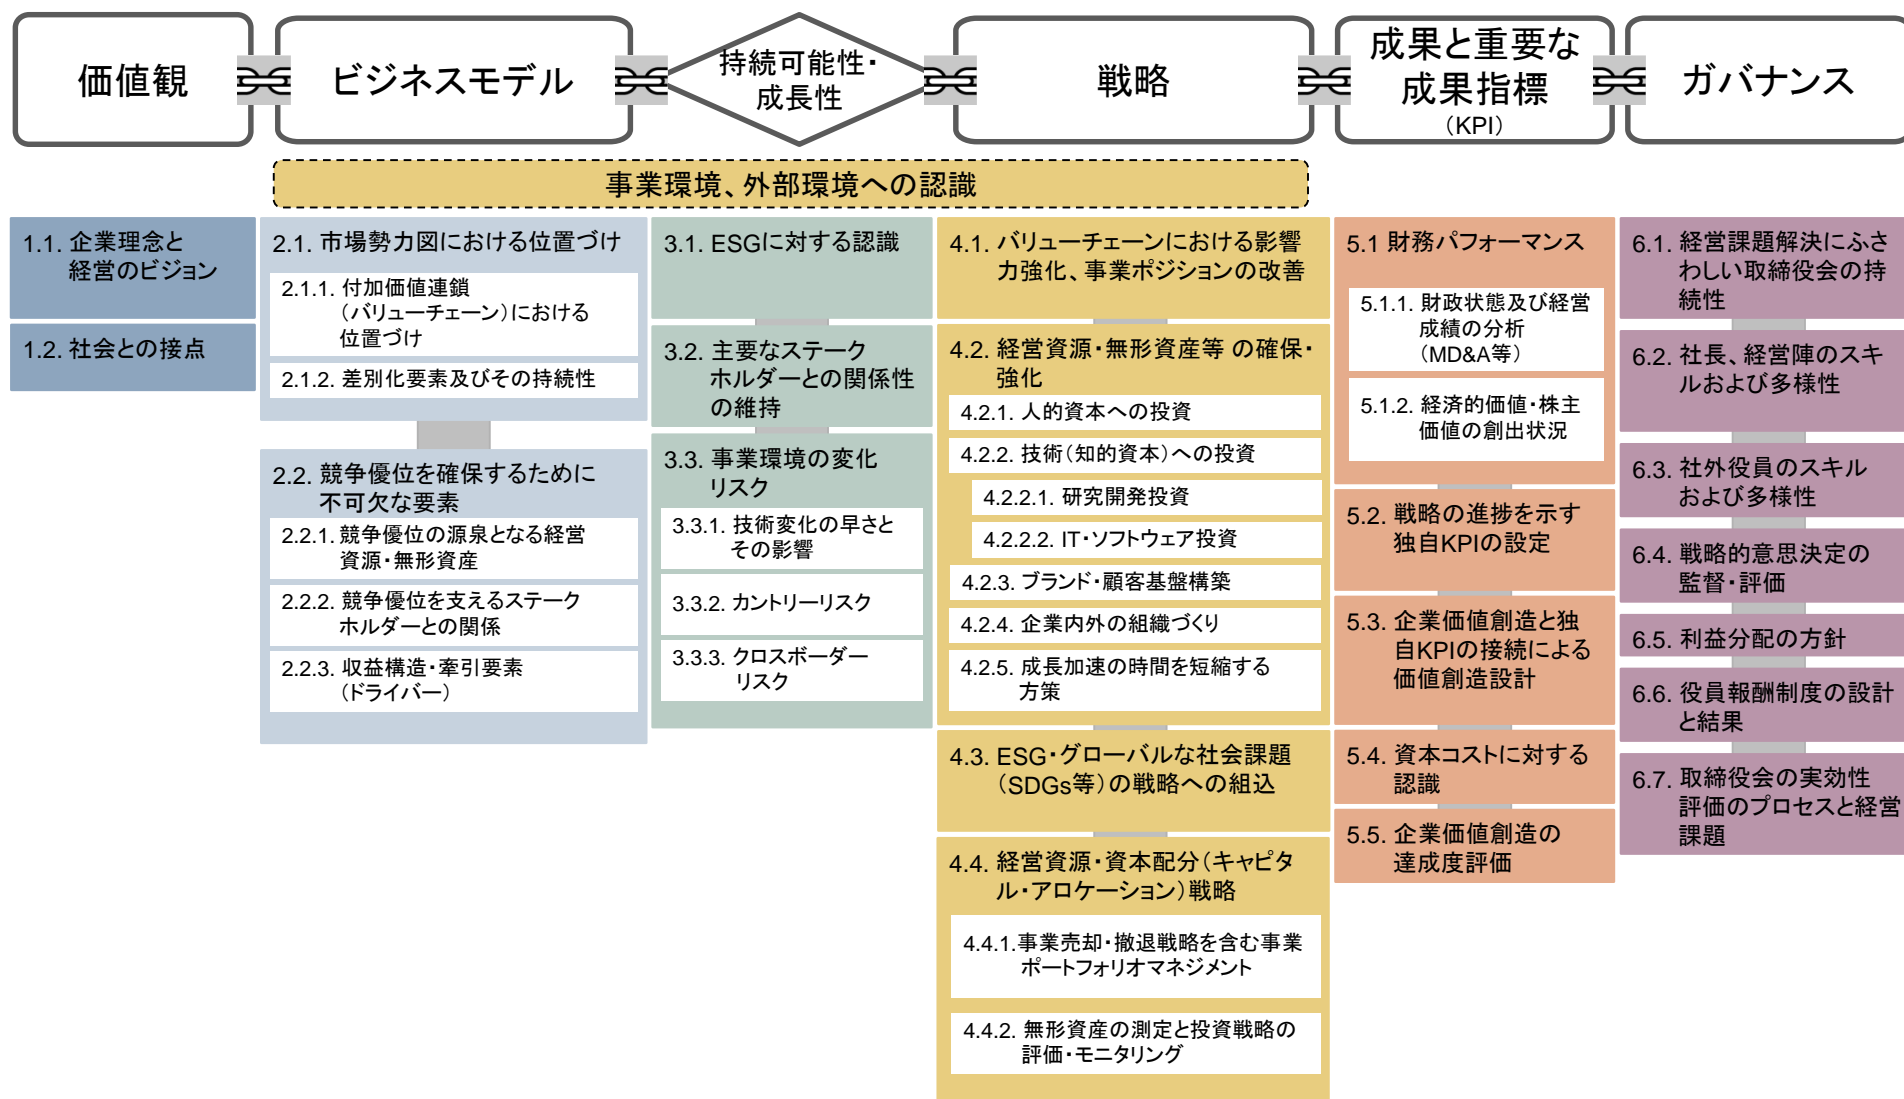 価値観
ビジネスモデル
持続可能性・
成長性
戦略
成果と重要な
成果指標
（KPI）
ガバナンス
事業環境、外部環境への認識
1.1. 企業理念と
経営のビジョン
1.2. 社会との接点
2.1. 市場勢力図における位置づけ
2.1.1. 付加価値連鎖
（バリューチェーン）における
位置づけ
2.1.2. 差別化要素及びその持続性
2.2. 競争優位を確保するために
不可欠な要素
2.2.1. 競争優位の源泉となる経営
資源・無形資産
2.2.2. 競争優位を支えるステーク
ホルダーとの関係
2.2.3. 収益構造・牽引要素
(ドライバー)
3.1. ESGに対する認識
3.2. 主要なステーク
ホルダーとの関係性
の維持
3.3. 事業環境の変化
リスク
3.3.1. 技術変化の早さと
その影響
3.3.2. カントリーリスク
3.3.3. クロスボーダー
リスク
4.1. バリューチェーンにおける影響
力強化、事業ポジションの改善
4.2. 経営資源・無形資産等 の確保・
強化
4.2.1. 人的資本への投資
4.2.2. 技術（知的資本）への投資
4.2.2.1. 研究開発投資
4.2.2.2. IT・ソフトウェア投資
4.2.3. ブランド・顧客基盤構築
4.2.4. 企業内外の組織づくり
4.2.5. 成長加速の時間を短縮する
方策
4.3. ESG・グローバルな社会課題
（SDGs等）の戦略への組込
4.4. 経営資源・資本配分（キャピタ
ル・アロケーション）戦略
4.4.1.事業売却・撤退戦略を含む事業
ポートフォリオマネジメント
4.4.2. 無形資産の測定と投資戦略の
評価・モニタリング
5.1 財務パフォーマンス
5.1.1. 財政状態及び経営
成績の分析
（MD&A等）
5.1.2. 経済的価値・株主
価値の創出状況
5.2. 戦略の進捗を示す
独自KPIの設定
5.3. 企業価値創造と独
自KPIの接続による
価値創造設計
5.4. 資本コストに対する
認識
5.5. 企業価値創造の
達成度評価
6.1. 経営課題解決にふさ
わしい取締役会の持
続性
6.2. 社長、経営陣のスキ
ルおよび多様性
6.3. 社外役員のスキル
および多様性
6.4. 戦略的意思決定の
監督・評価
6.5. 利益分配の方針
6.6. 役員報酬制度の設計
と結果
6.7. 取締役会の実効性
評価のプロセスと経営
課題